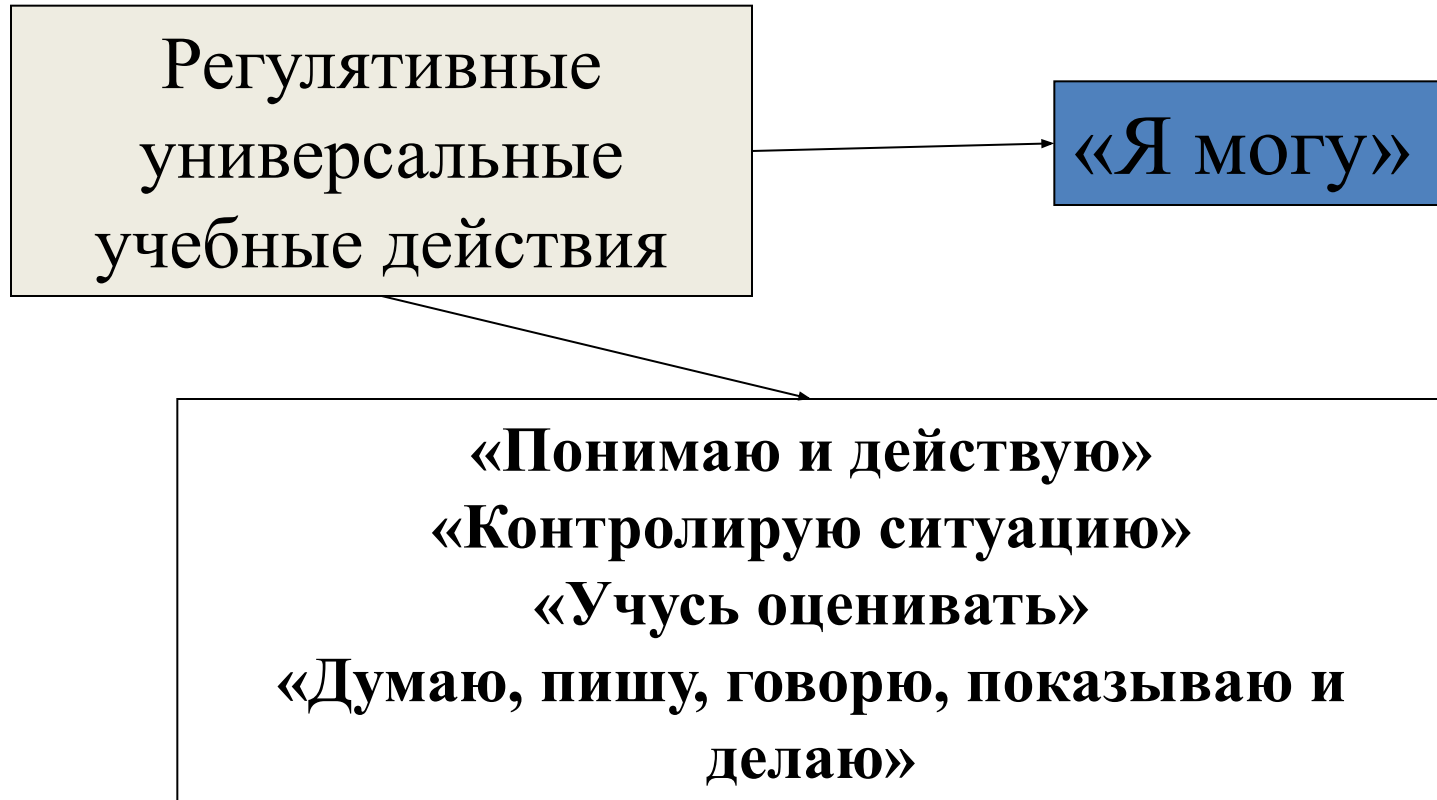 Регулятивные
универсальные
учебные действия
«Я могу»
«Понимаю и действую»
«Контролирую ситуацию»
«Учусь оценивать»
«Думаю, пишу, говорю, показываю и
делаю»